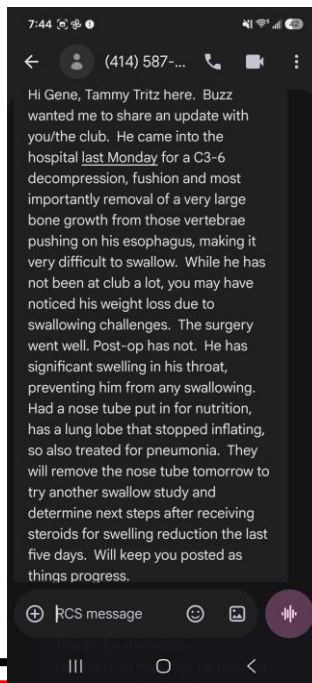 7:44
42
(414) 587-...
Hi Gene, Tammy Tritz here. Buzz
wanted me to share an update with
you/the club. He came into the
hospital last Monday for a C3-6
decompression, fushion and most
importantly removal of a very large
bone growth from those vertebrae
pushing on his esophagus, making it
very difficult to swallow. While he has
not been at club a lot, you may have
noticed his weight loss due to
swallowing challenges. The surgery
went well. Post-op has not. He has
significant swelling in his throat,
preventing him from any swallowing.
Had a nose tube put in for nutrition,
has a lung lobe that stopped inflating,
so also treated for pneumonia. They
will remove the nose tube tomorrow to
try another swallow study and
determine next steps after receiving
steroids for swelling reduction the last
five days. Will keep you posted as
things progress.
RCS message